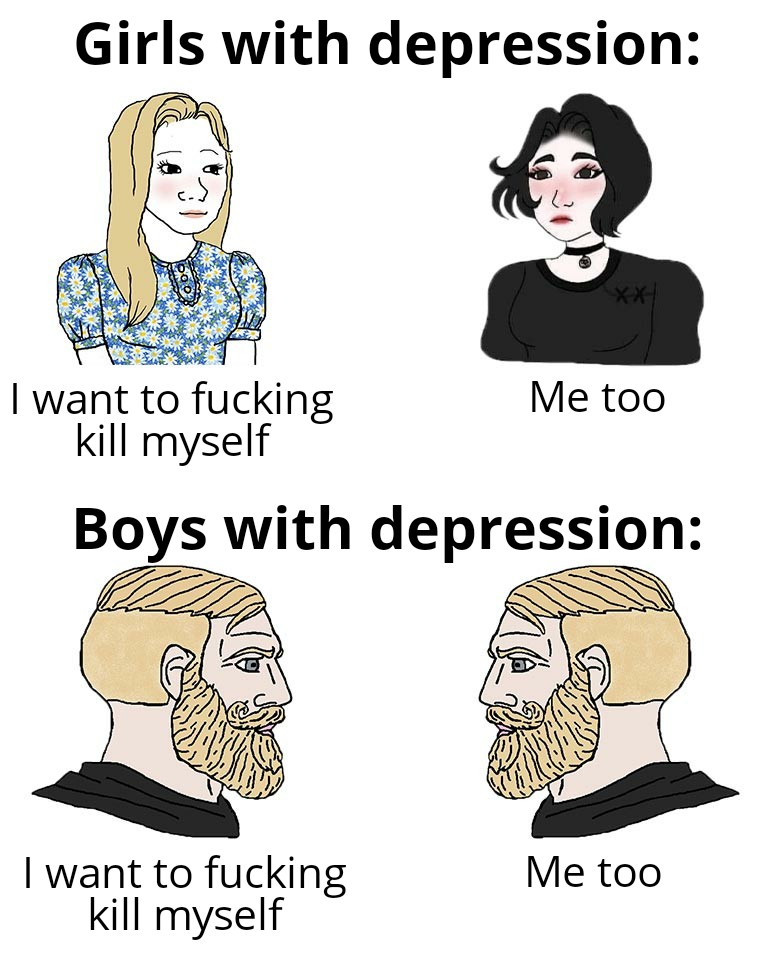 Girls with depression:
I want to fucking
kill myself
Me too
Boys with depression:
I want to fucking
kill myself
Me too